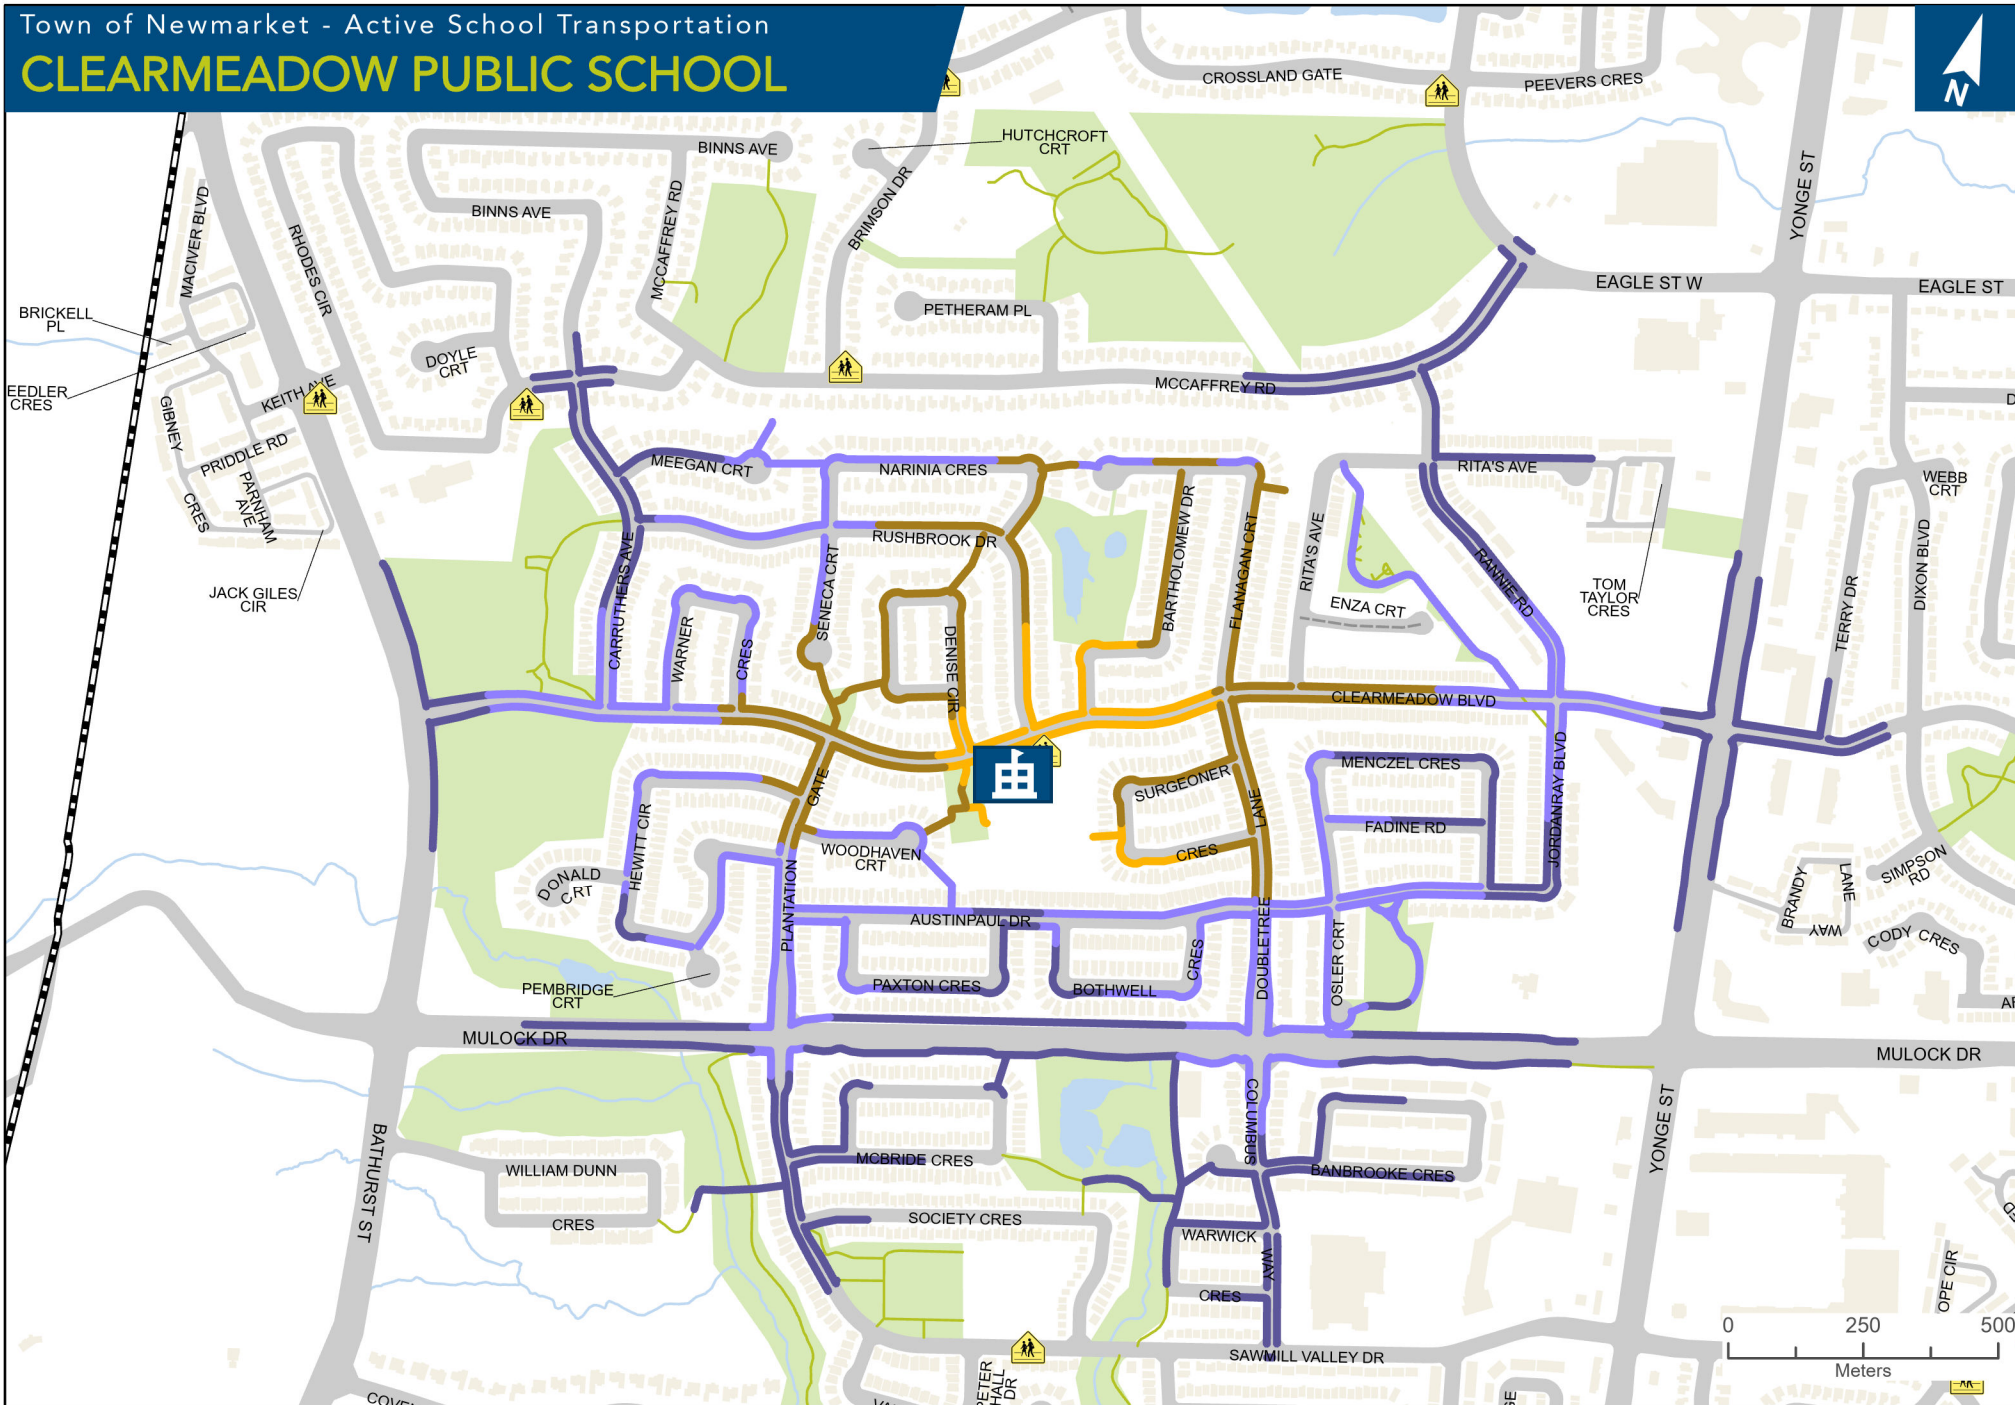 Town of Newmarket - Active School Transportation
CLEARMEADOW PUBLIC SCHOOL
N
CROSSLAND GATE
PEEVERS CRES
HUTCHCROFT
CRT
BINNS AVE
BINNS AVE
BRIMSON DR
MCCAFFREY RD
MACIVER BLVD
RHODES CIR
YONGE ST
EAGLE ST W
EAGLE ST
PETHERAM PL
BRICKELL
PL
EEDLER
CRES
DOYLE
CRT
KEITH AVE
GIBNEY
CRES
PRIDDLE RD
PARNHAM
AVE
JACK GILES
CIR
MCCAFFREY RD
MEEGAN CRT
NARINIA CRES
RITA'S AVE
WEBB
CRT
RUSHBROOK DR
BARTHOLOMEW DR
FLANAGAN CRT
RITA'S AVE
RANNIE RD
TOM
TAYLOR
CRES
ENZA CRT
TERRY DR
DIXON BLVD
CARRUTHERS AVE
WARNER
CRES
SENECA CRT
DENISE CIR
CLEARMEADOW BLVD
MENCZEL CRES
FADINE RD
JORDANRAY BLVD
SURGEONER
CRES
LANE
DOUBLETREE
GATE
PLANTATION
WOODHAVEN
CRT
HEWITT CIR
DONALD
CRT
AUSTINPAUL DR
PAXTON CRES
BOTHWELL
CRES
OSLER CRT
PEMBRIDGE
CRT
BRANDY
LANE
WAY
SIMPSON
RD
CODY CRES
MULOCK DR
MULOCK DR
YONGE ST
BATHURST ST
COLUMBUS
WAY
MCBRIDE CRES
BANBROOKE CRES
WILLIAM DUNN
CRES
SOCIETY CRES
WARWICK
CRES
SAWMILL VALLEY DR
PETER
HALL
DR
OPE CIR
0 250 500
Meters